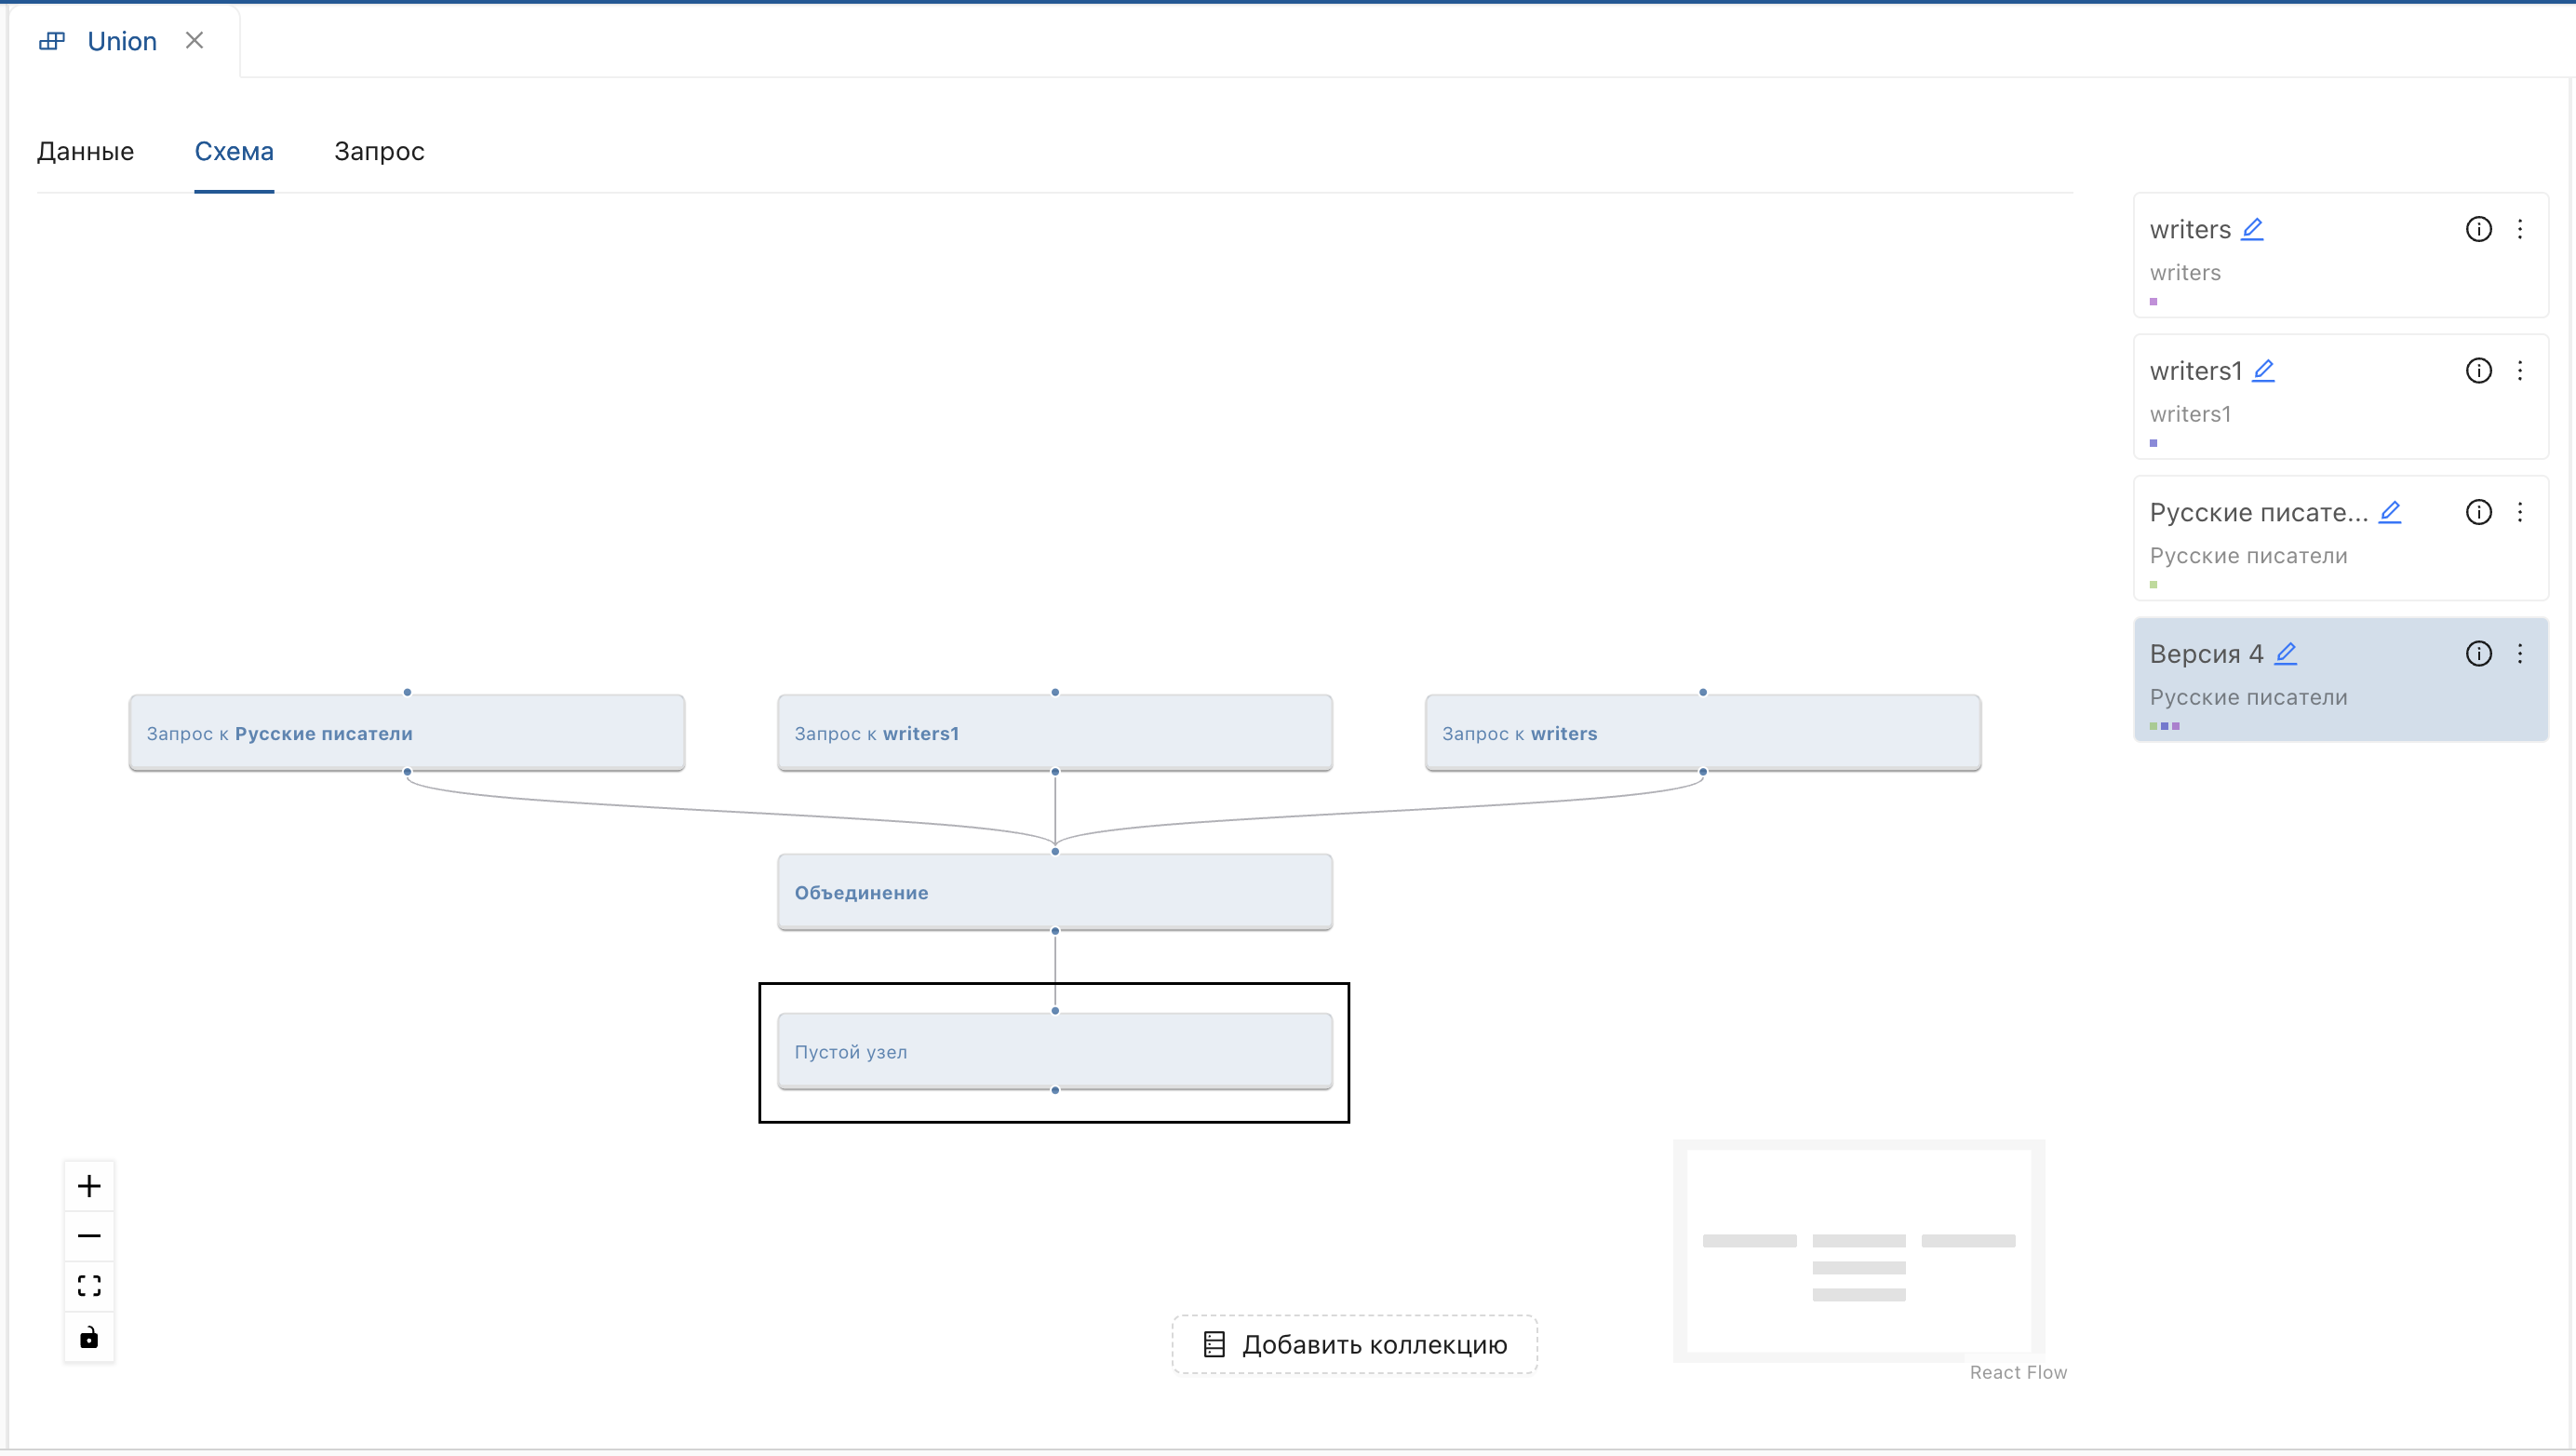 Union
Данные
Схема
Запрос
writers
writers
writers1
writers1
Русские писате...
Русские писатели
Версия 4
Русские писатели
Запрос к Русские писатели
Запрос к writers1
Запрос к writers
Объединение
Пустой узел
Добавить коллекцию
React Flow